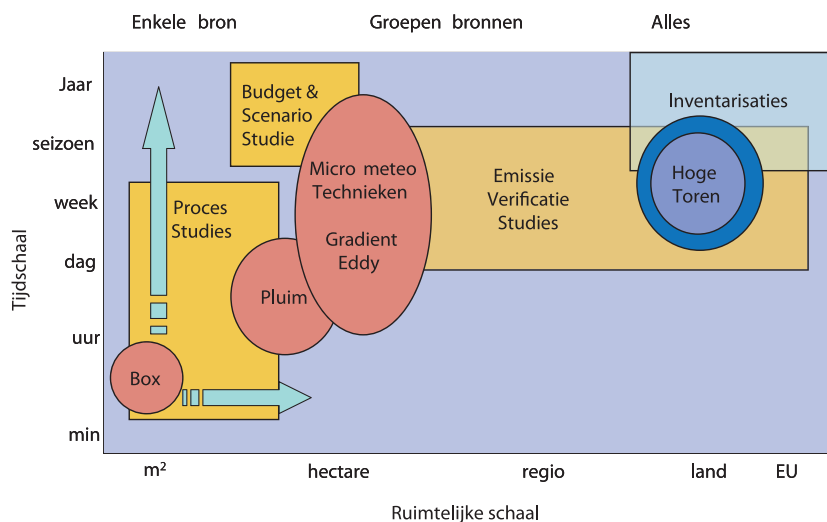 Enkele bron
Groepen bronnen
Alles
Jaar
seizoen
week
dag
uur
min
Tijdschaal
Budget &
Scenario
Studie
Inventarisaties
Micro meteo
Technieken
Gradient
Eddy
Emissie
Verificatie
Studies
Hoge
Toren
Proces
Studies
Pluim
Box
m²
hectare
regio
land
EU
Ruimtelijke schaal